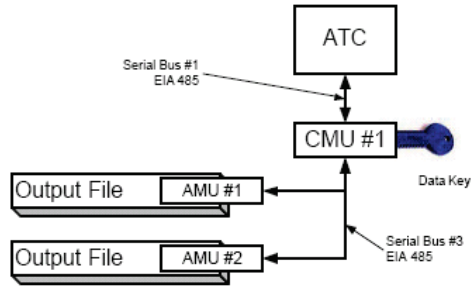 ATC
Serial Bus #1
EIA 485
CMU #1
Data Key
Output File
AMU #1
Serial Bus #3
EIA 485
Output File
AMU #2